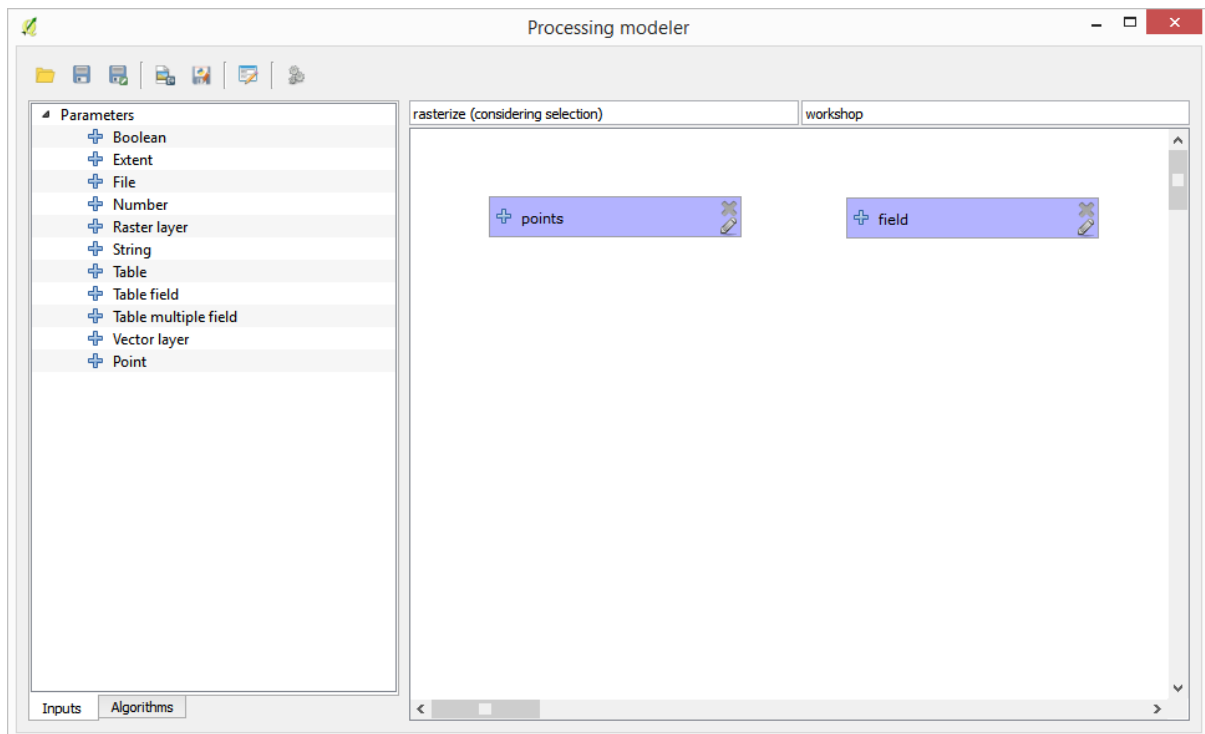 Processing modeler
Parameters
Boolean
Extent
File
Number
Raster layer
String
Table
Table field
Table multiple field
Vector layer
Point
Inputs Algorithms
rasterize (considering selection) workshop
points field